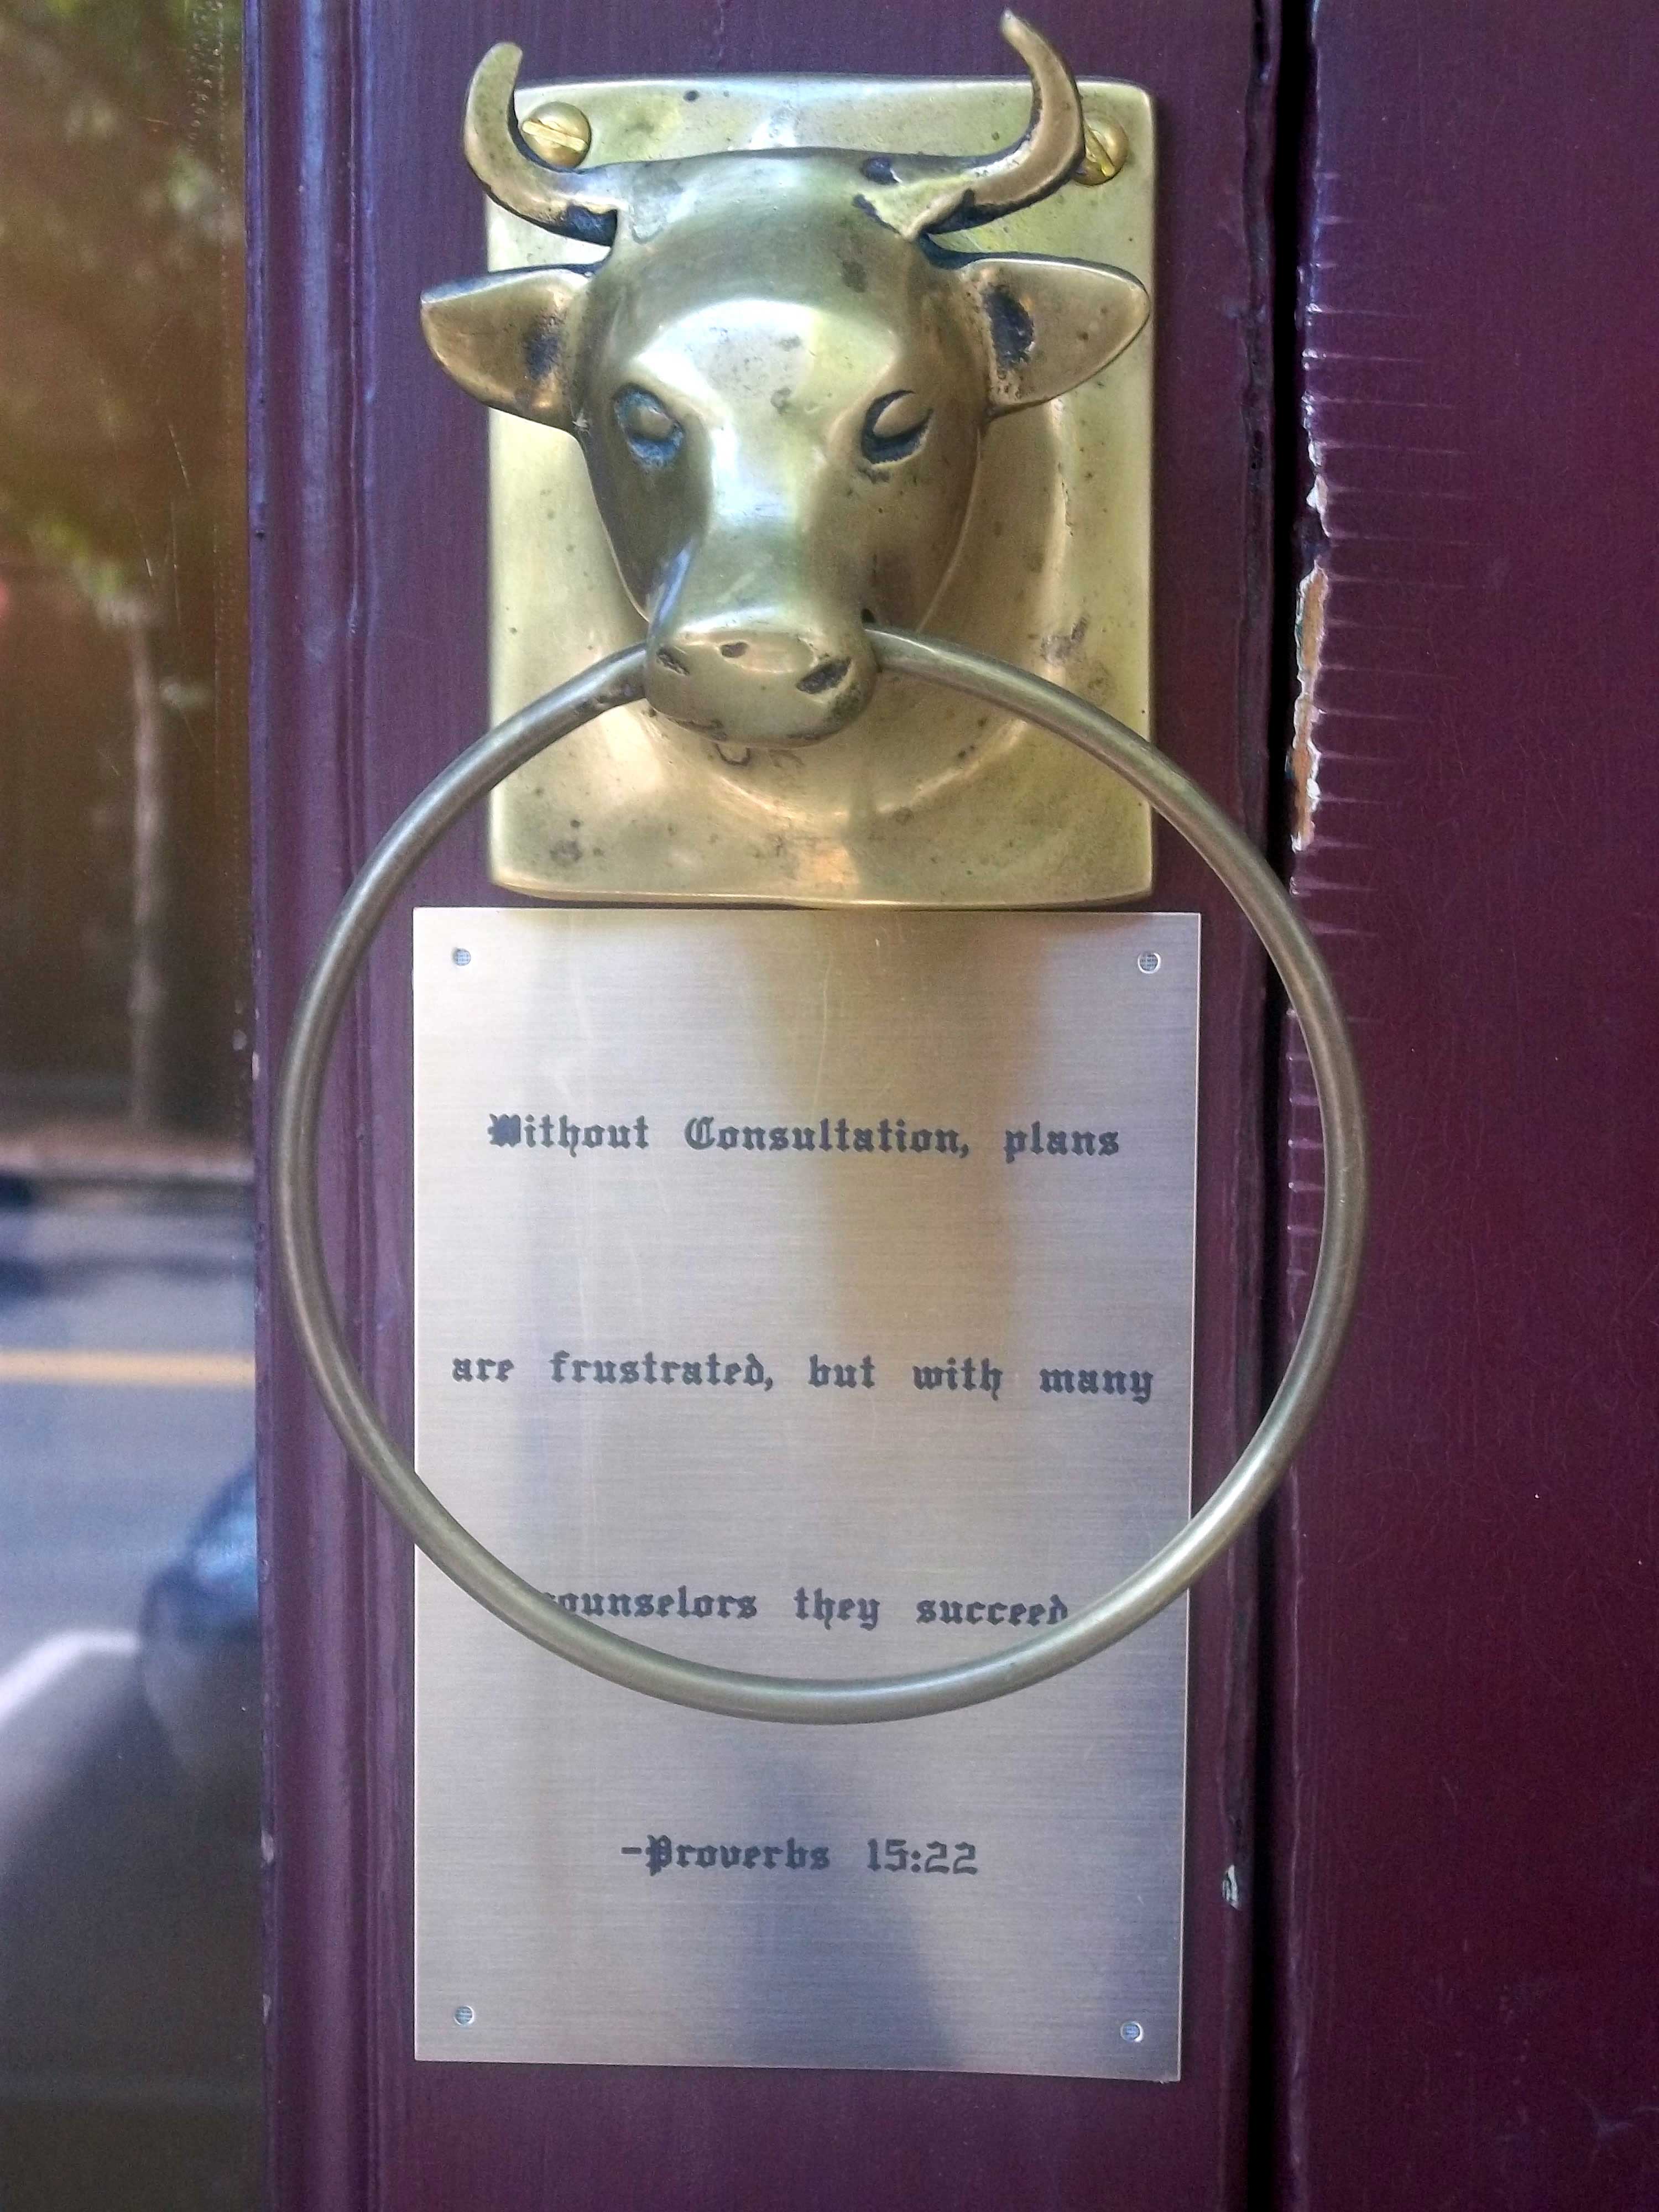 Without Consultation, plans
are frustrated, but with many
counselors they succeed
-Proverbs 15:22